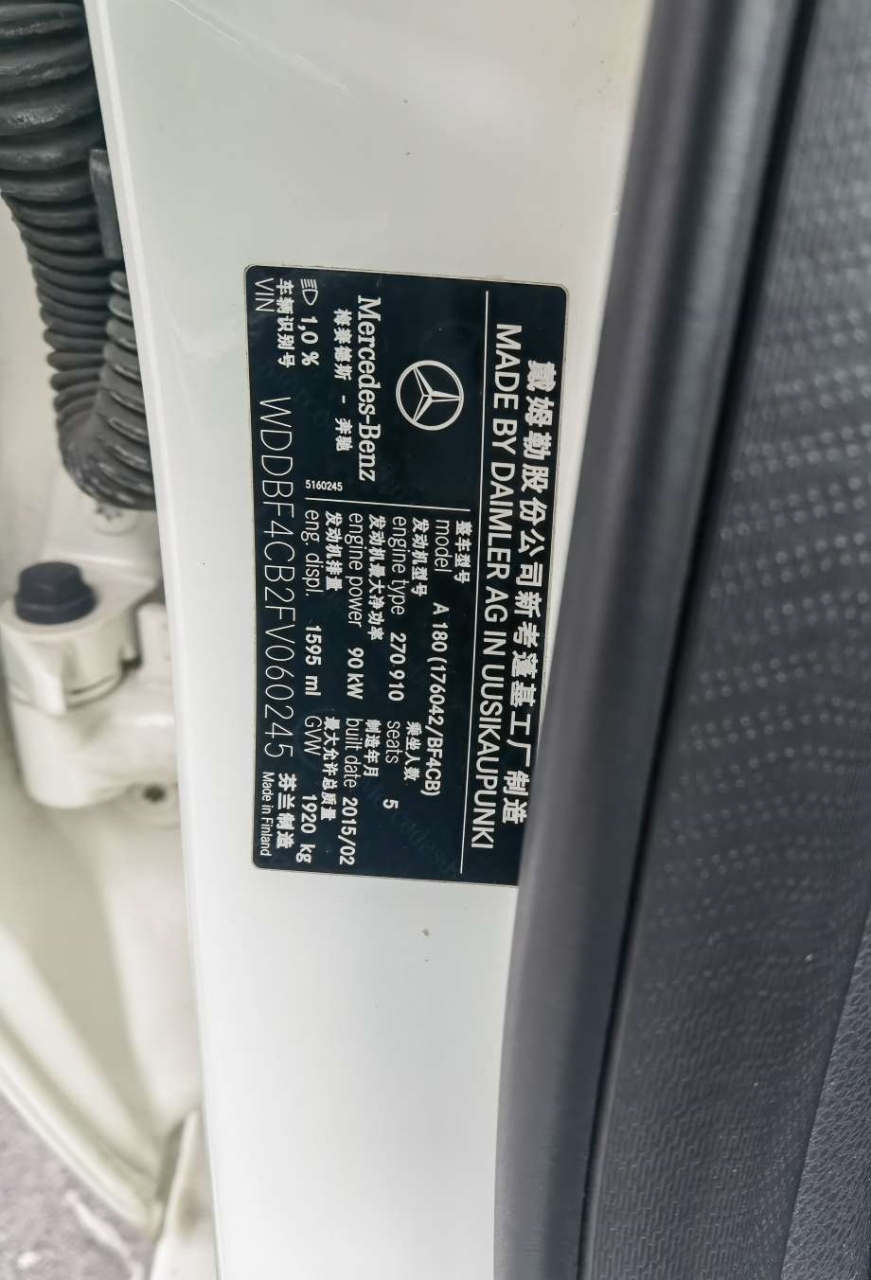 戴姆勒股份公司新考蓬基工厂制造
MADE BY DAIMLER AG IN UUSIKAUPUNKI
Mercedes-Benz
梅赛德斯 - 奔驰
1,0 %
5160245
整车型号
model A 180 (176042/BF4CB)
发动机型号 乘坐人数
engine type 270.910 seats 5
发动机最大净功率 制造年月
engine power 90 kW built date 2015/02
发动机排量 最大允许总质量
eng. displ. 1595 ml GVW 1920 kg
车辆识别号 芬兰制造
VIN WDDBF4CB2FV060245 Made in Finland